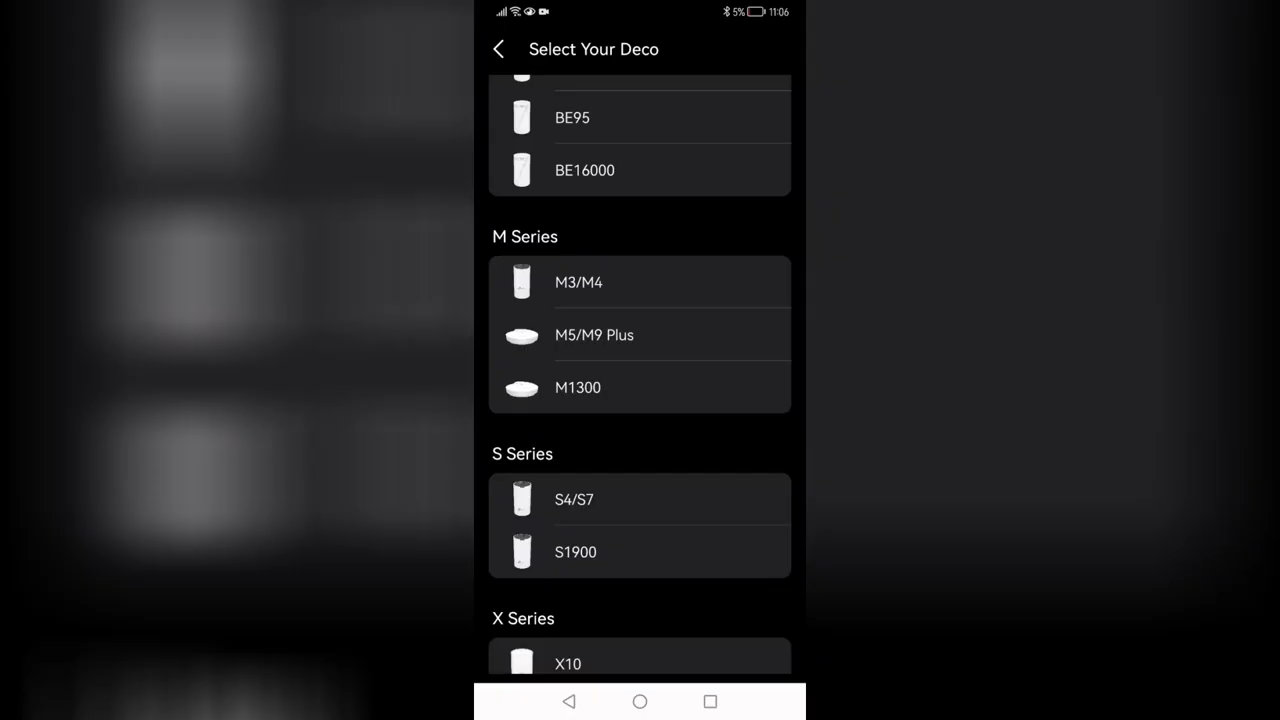 5% 11:06
Select Your Deco
BE95
BE16000
M Series
M3/M4
M5/M9 Plus
M1300
S Series
S4/S7
S1900
X Series
X10